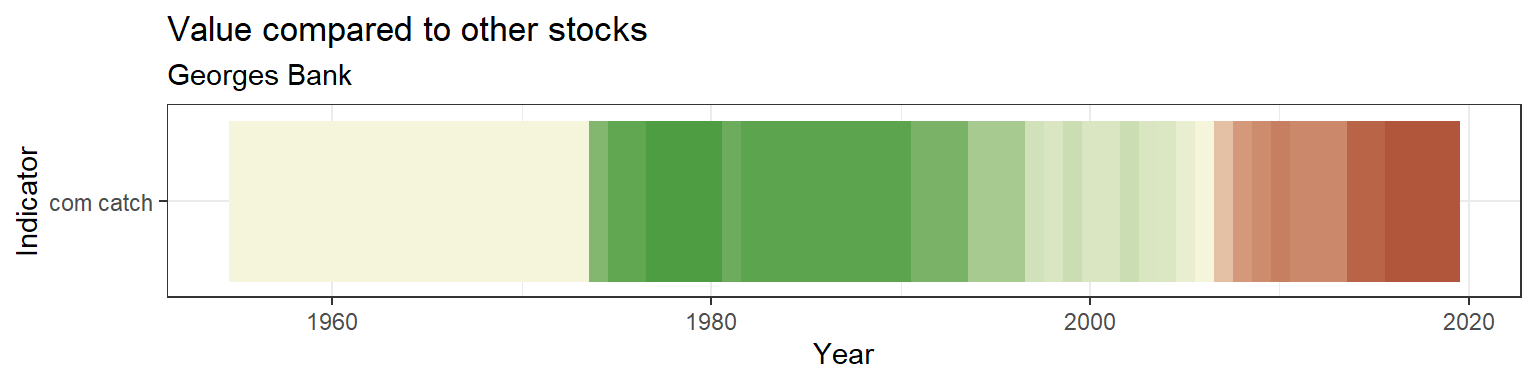 Value compared to other stocks
Georges Bank
Indicator
com catch
1960 1980 2000 2020
Year